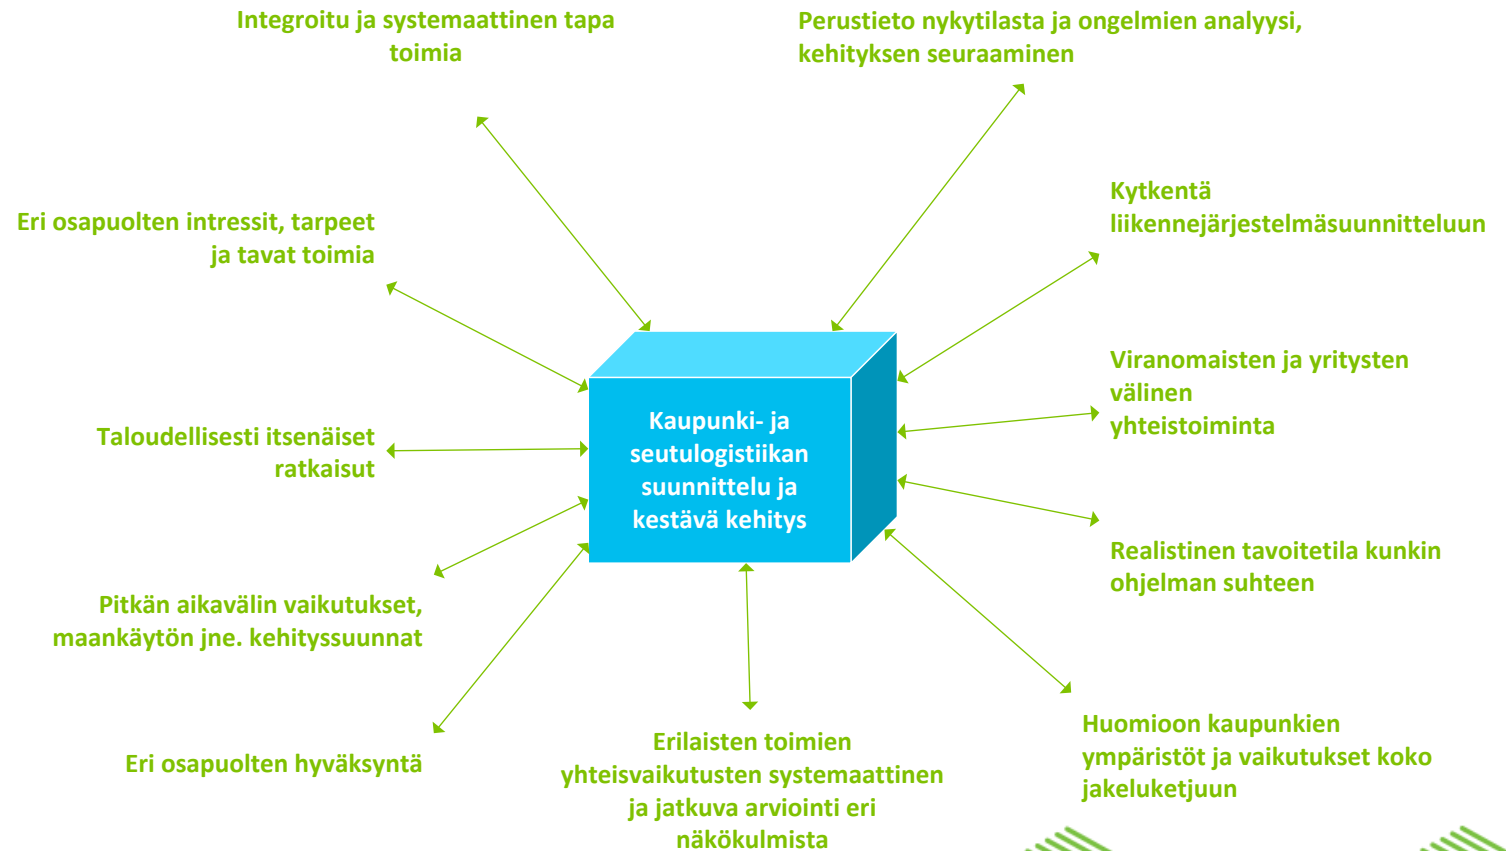 Integroitu ja systemaattinen tapa
toimia
Perustieto nykytilasta ja ongelmien analyysi,
kehityksen seuraaminen
Eri osapuolten intressit, tarpeet
ja tavat toimia
Kytkentä
liikennejärjestelmäsuunnitteluun
Taloudellisesti itsenäiset
ratkaisut
Kaupunki- ja
seutulogistiikan
suunnittelu ja
kestävä kehitys
Viranomaisten ja yritysten
välinen
yhteistoiminta
Pitkän aikavälin vaikutukset,
maankäytön jne. kehityssuunnat
Realistinen tavoitetila kunkin
ohjelman suhteen
Eri osapuolten hyväksyntä
Erilaisten toimien
yhteisvaikutusten systemaattinen
ja jatkuva arviointi eri
näkökulmista
Huomioon kaupunkien
ympäristöt ja vaikutukset koko
jakeluketjuun